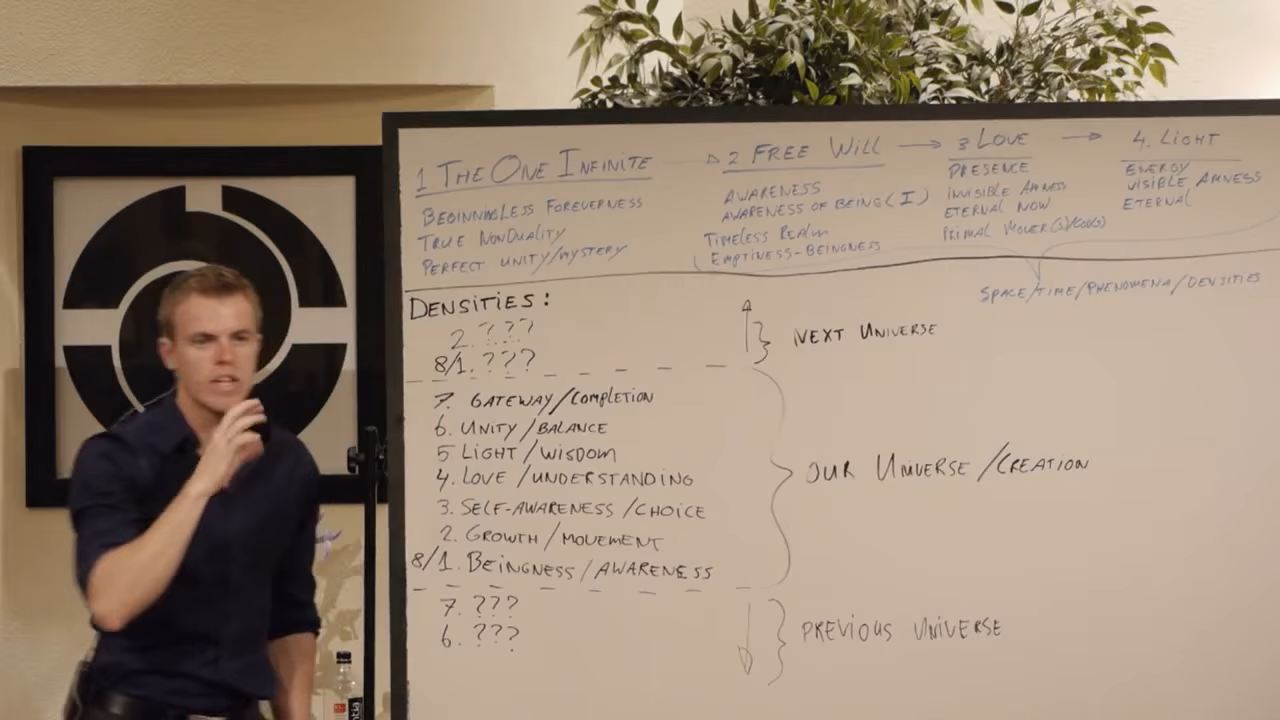 1 THE ONE INFINITE
BEGINNINGLESS FOREVERNESS
TRUE NONDUALITY
PERFECT UNITY/MYSTERY
→ 2 FREE WILL →
AWARENESS
AWARENESS OF BEING (I)
TIMELESS REALM
EMPTINESS-BEINGNESS
3 LOVE →
PRESENCE
INVISIBLE AMNESS
ETERNAL NOW
PRIMAL MOVER(S)/GOD(S)
4. LIGHT
ENERGY
VISIBLE AMNESS
ETERNAL
SPACE/TIME/PHENOMENA/DENSITIES
DENSITIES:
2. ???
8/1. ???
NEXT UNIVERSE
7. GATEWAY/COMPLETION
6. UNITY/BALANCE
5 LIGHT/WISDOM
4. LOVE/UNDERSTANDING
3. SELF-AWARENESS/CHOICE
2. GROWTH/MOVEMENT
8/1. BEINGNESS/AWARENESS
OUR UNIVERSE/CREATION
7. ???
6. ???
PREVIOUS UNIVERSE